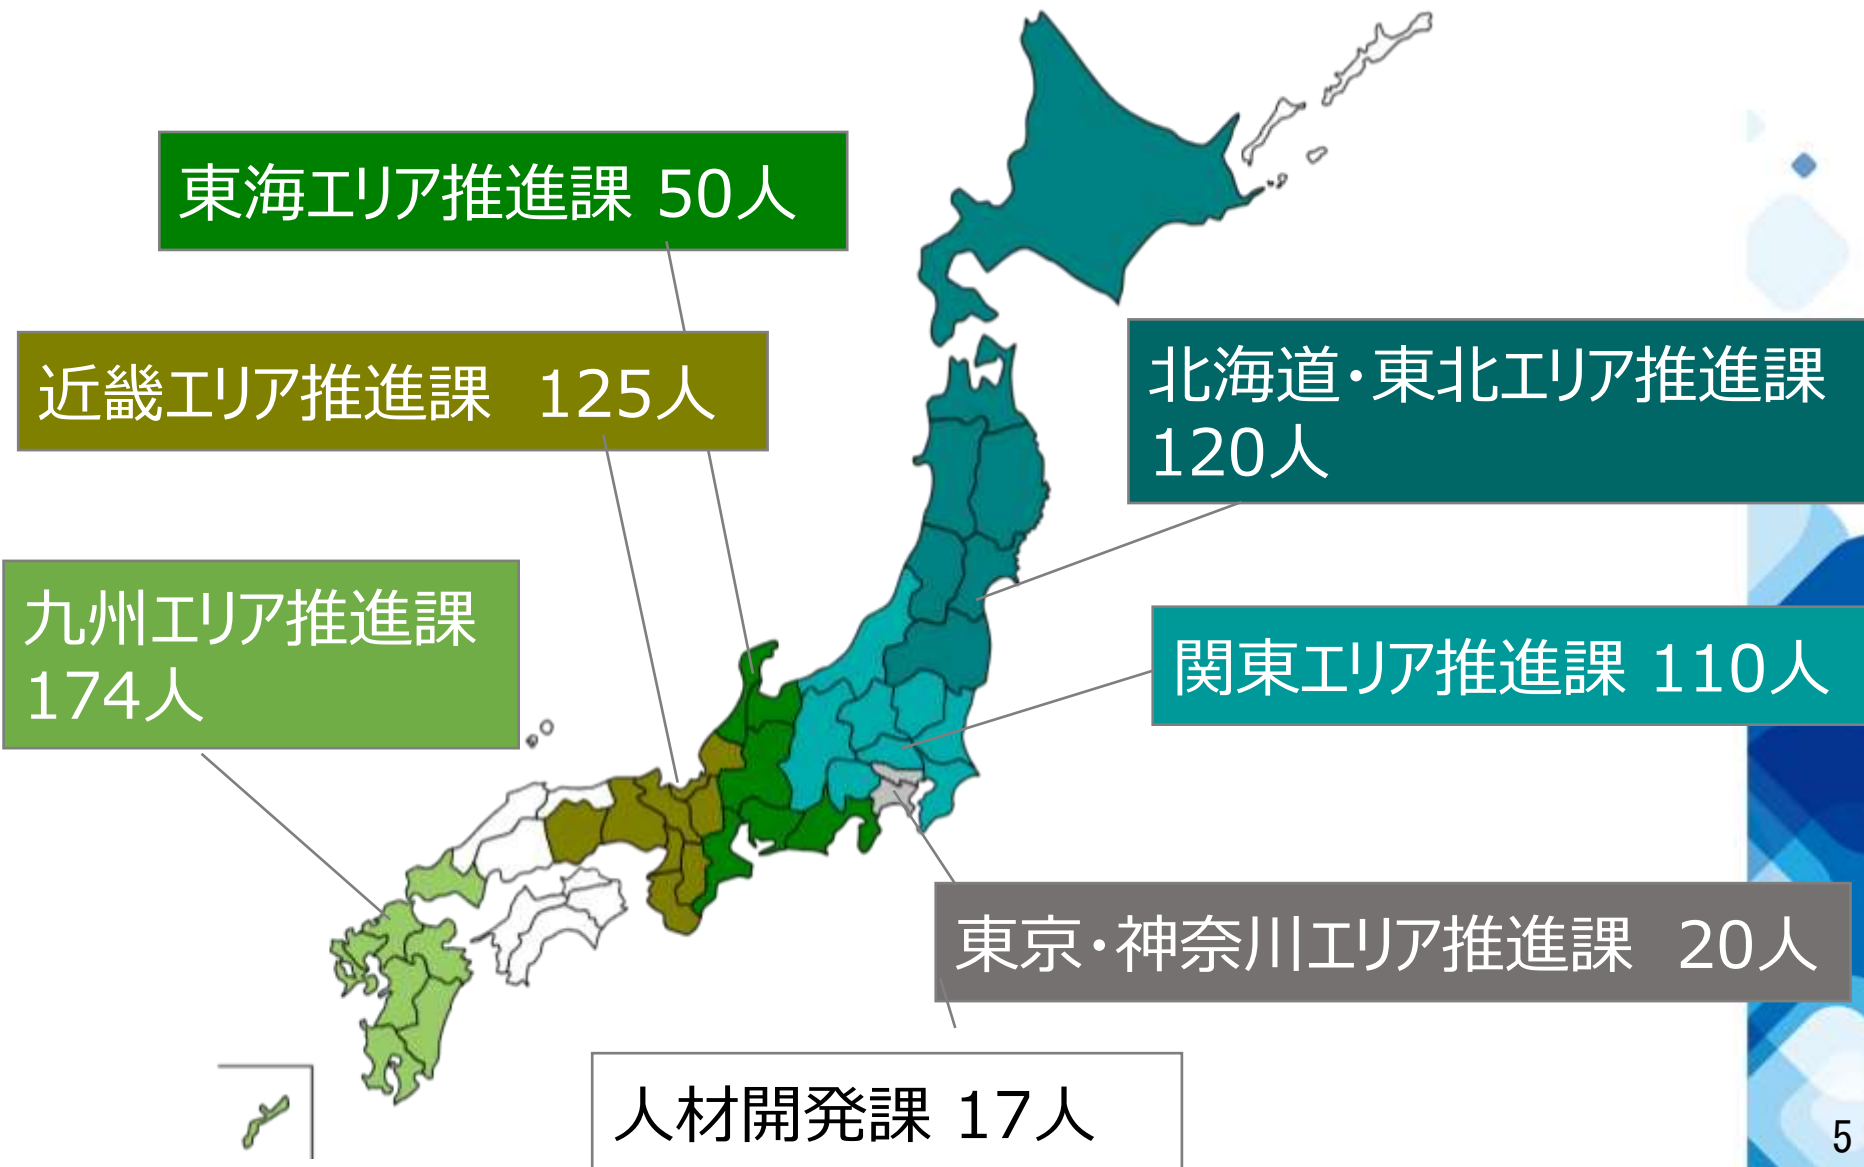 東海エリア推進課 50人
近畿エリア推進課　125人
北海道・東北エリア推進課
120人
九州エリア推進課
174人
関東エリア推進課 110人
東京・神奈川エリア推進課　20人
人材開発課 17人
5